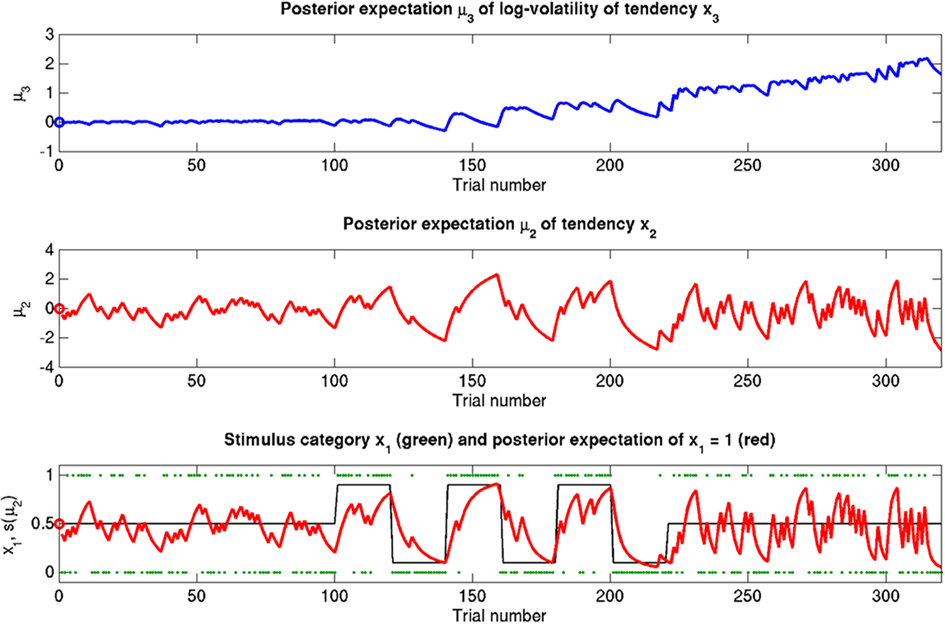 Posterior expectation μ₃ of log-volatility of tendency x₃
3
2
1
0
-1
μ₃
0 50 100 150 200 250 300
Trial number
Posterior expectation μ₂ of tendency x₂
4
2
0
-2
-4
μ₂
0 50 100 150 200 250 300
Trial number
Stimulus category x₁ (green) and posterior expectation of x₁ = 1 (red)
1
0.5
0
x₁, s(μ₂)
0 50 100 150 200 250 300
Trial number